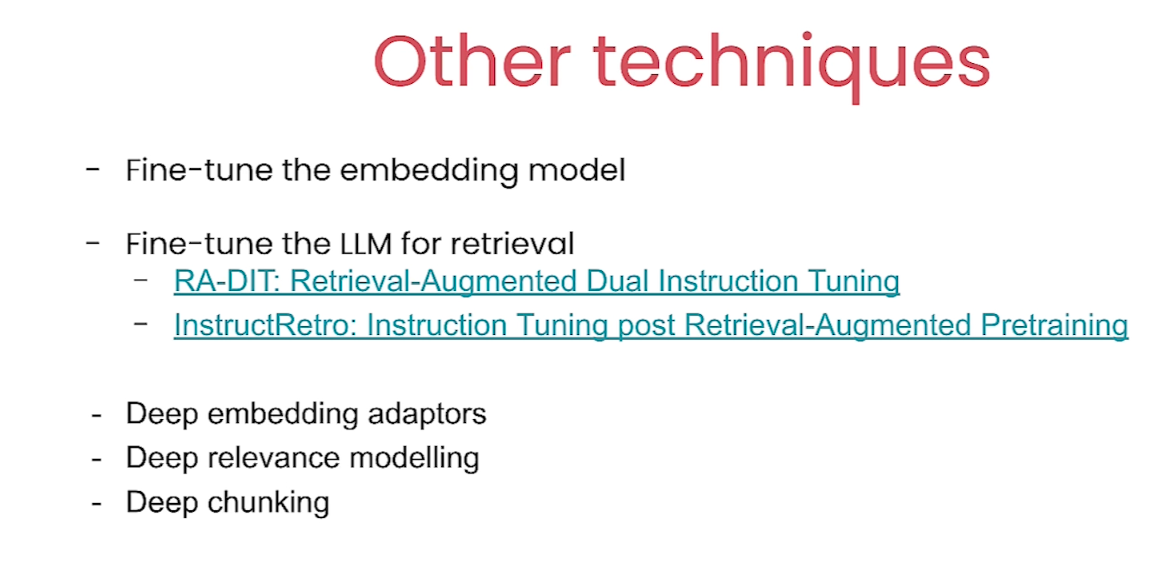 Other techniques
- Fine-tune the embedding model
- Fine-tune the LLM for retrieval
- RA-DIT: Retrieval-Augmented Dual Instruction Tuning
- InstructRetro: Instruction Tuning post Retrieval-Augmented Pretraining
- Deep embedding adaptors
- Deep relevance modelling
- Deep chunking